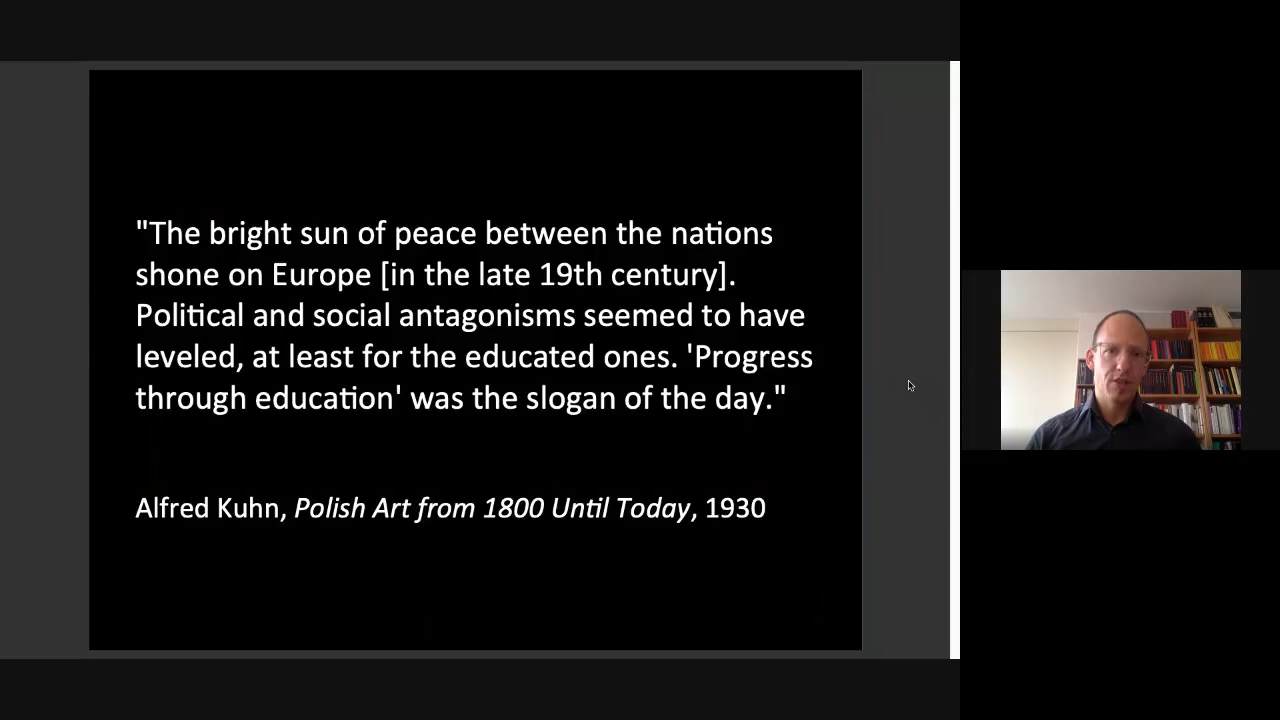 "The bright sun of peace between the nations
shone on Europe [in the late 19th century].
Political and social antagonisms seemed to have
leveled, at least for the educated ones. 'Progress
through education' was the slogan of the day."
Alfred Kuhn, Polish Art from 1800 Until Today, 1930